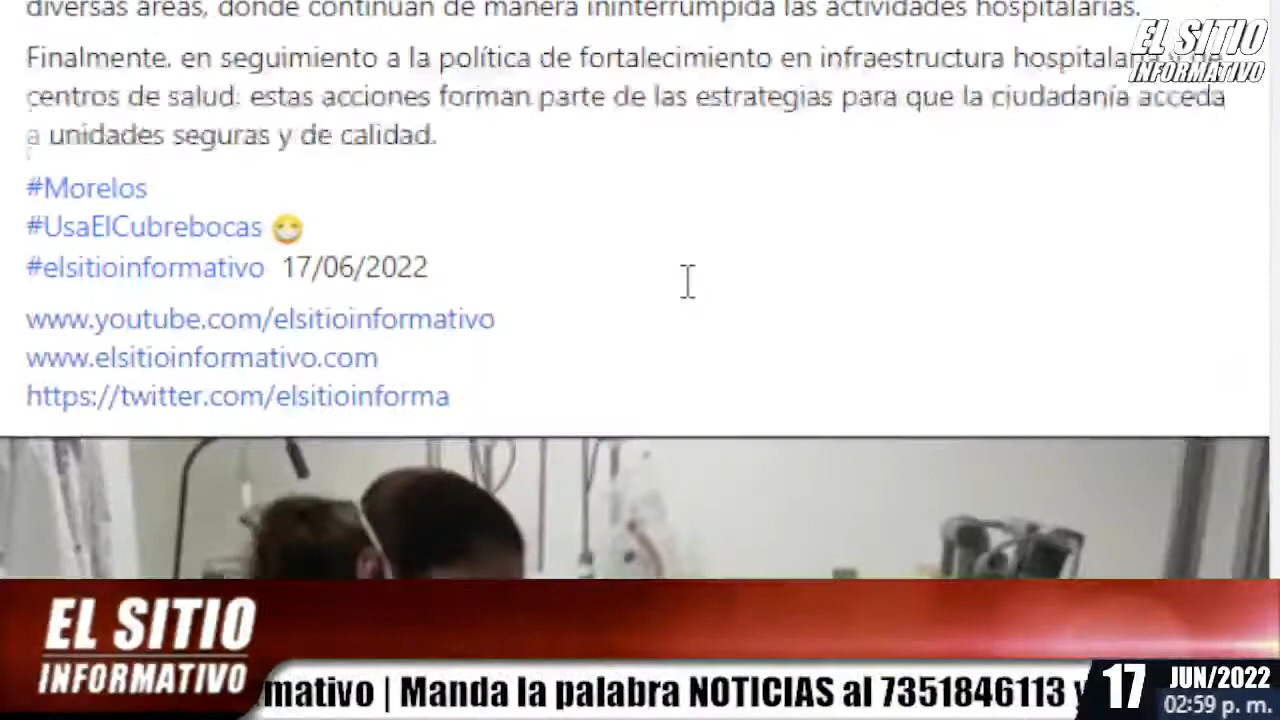 diversas áreas, donde continúan de manera ininterrumpida las actividades hospitalarias.
EL SITIO
INFORMATIVO
Finalmente, en seguimiento a la política de fortalecimiento en infraestructura
centros de salud; estas acciones forman parte de las estrategias para que la ciudadanía acceda
a unidades seguras y de calidad.
#Morelos
#UsaElCubrebocas 😷
#elsitioinformativo 17/06/2022
www.youtube.com/elsitioinformativo
www.elsitioinformativo.com
https://twitter.com/elsitioinforma
EL SITIO
INFORMATIVO
rmativo | Manda la palabra NOTICIAS al 7351846113 y
17
JUN/2022
02:59 p. m.